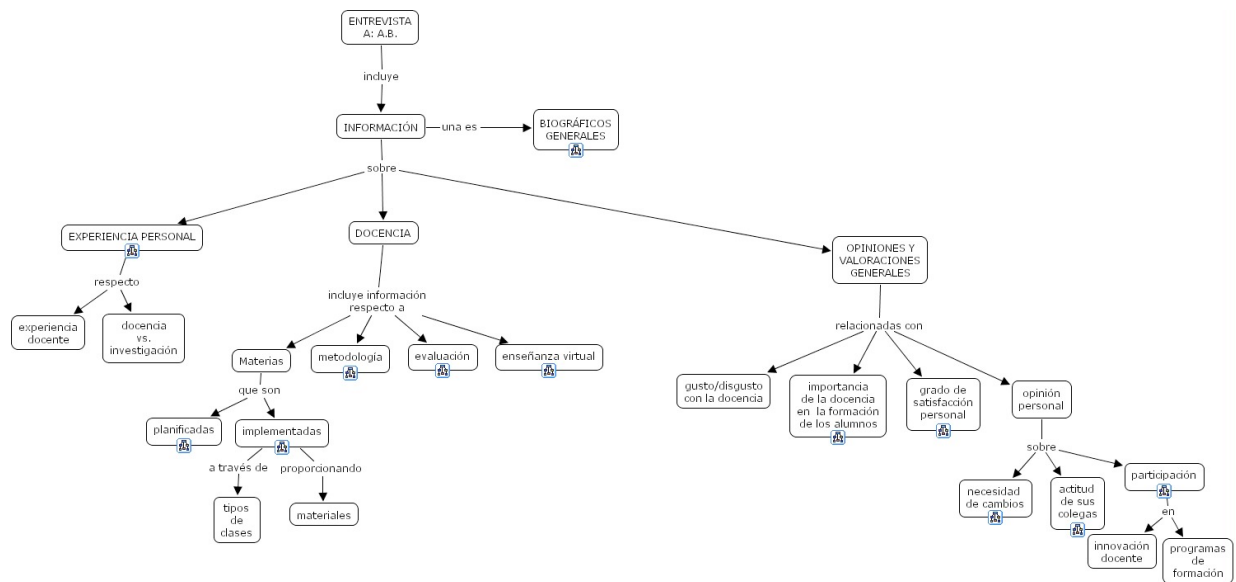 ENTREVISTA
A: A.B.
incluye
INFORMACIÓN
una es
BIOGRÁFICOS
GENERALES
sobre
EXPERIENCIA PERSONAL
DOCENCIA
OPINIONES Y
VALORACIONES
GENERALES
respecto
experiencia
docente
docencia
vs.
investigación
incluye información
respecto a
Materias
metodología
evaluación
enseñanza virtual
que son
planificadas
implementadas
a través de
proporcionando
tipos
de
clases
materiales
relacionadas con
gusto/disgusto
con la docencia
importancia
de la docencia
en la formación
de los alumnos
grado de
satisfacción
personal
opinión
personal
sobre
necesidad
de cambios
actitud
de sus
colegas
participación
en
innovación
docente
programas
de
formación